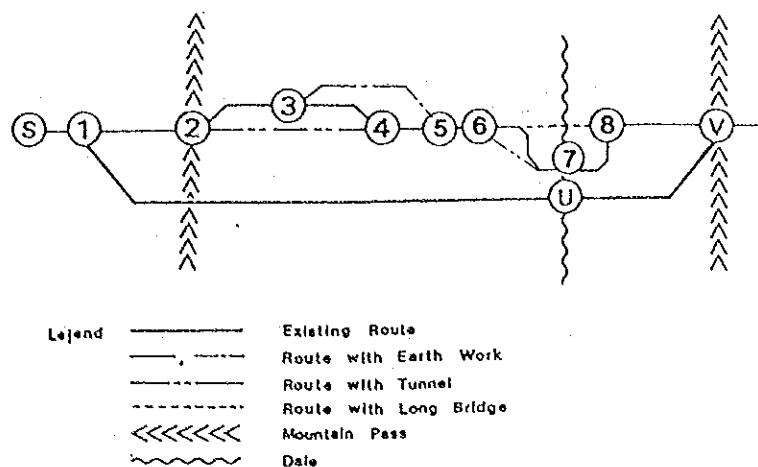 S 1 2 3 4 5 6 7 8 V
U
Lejend Existing Route
Route with Earth Work
Route with Tunnel
Route with Long Bridge
Mountain Pass
Dale